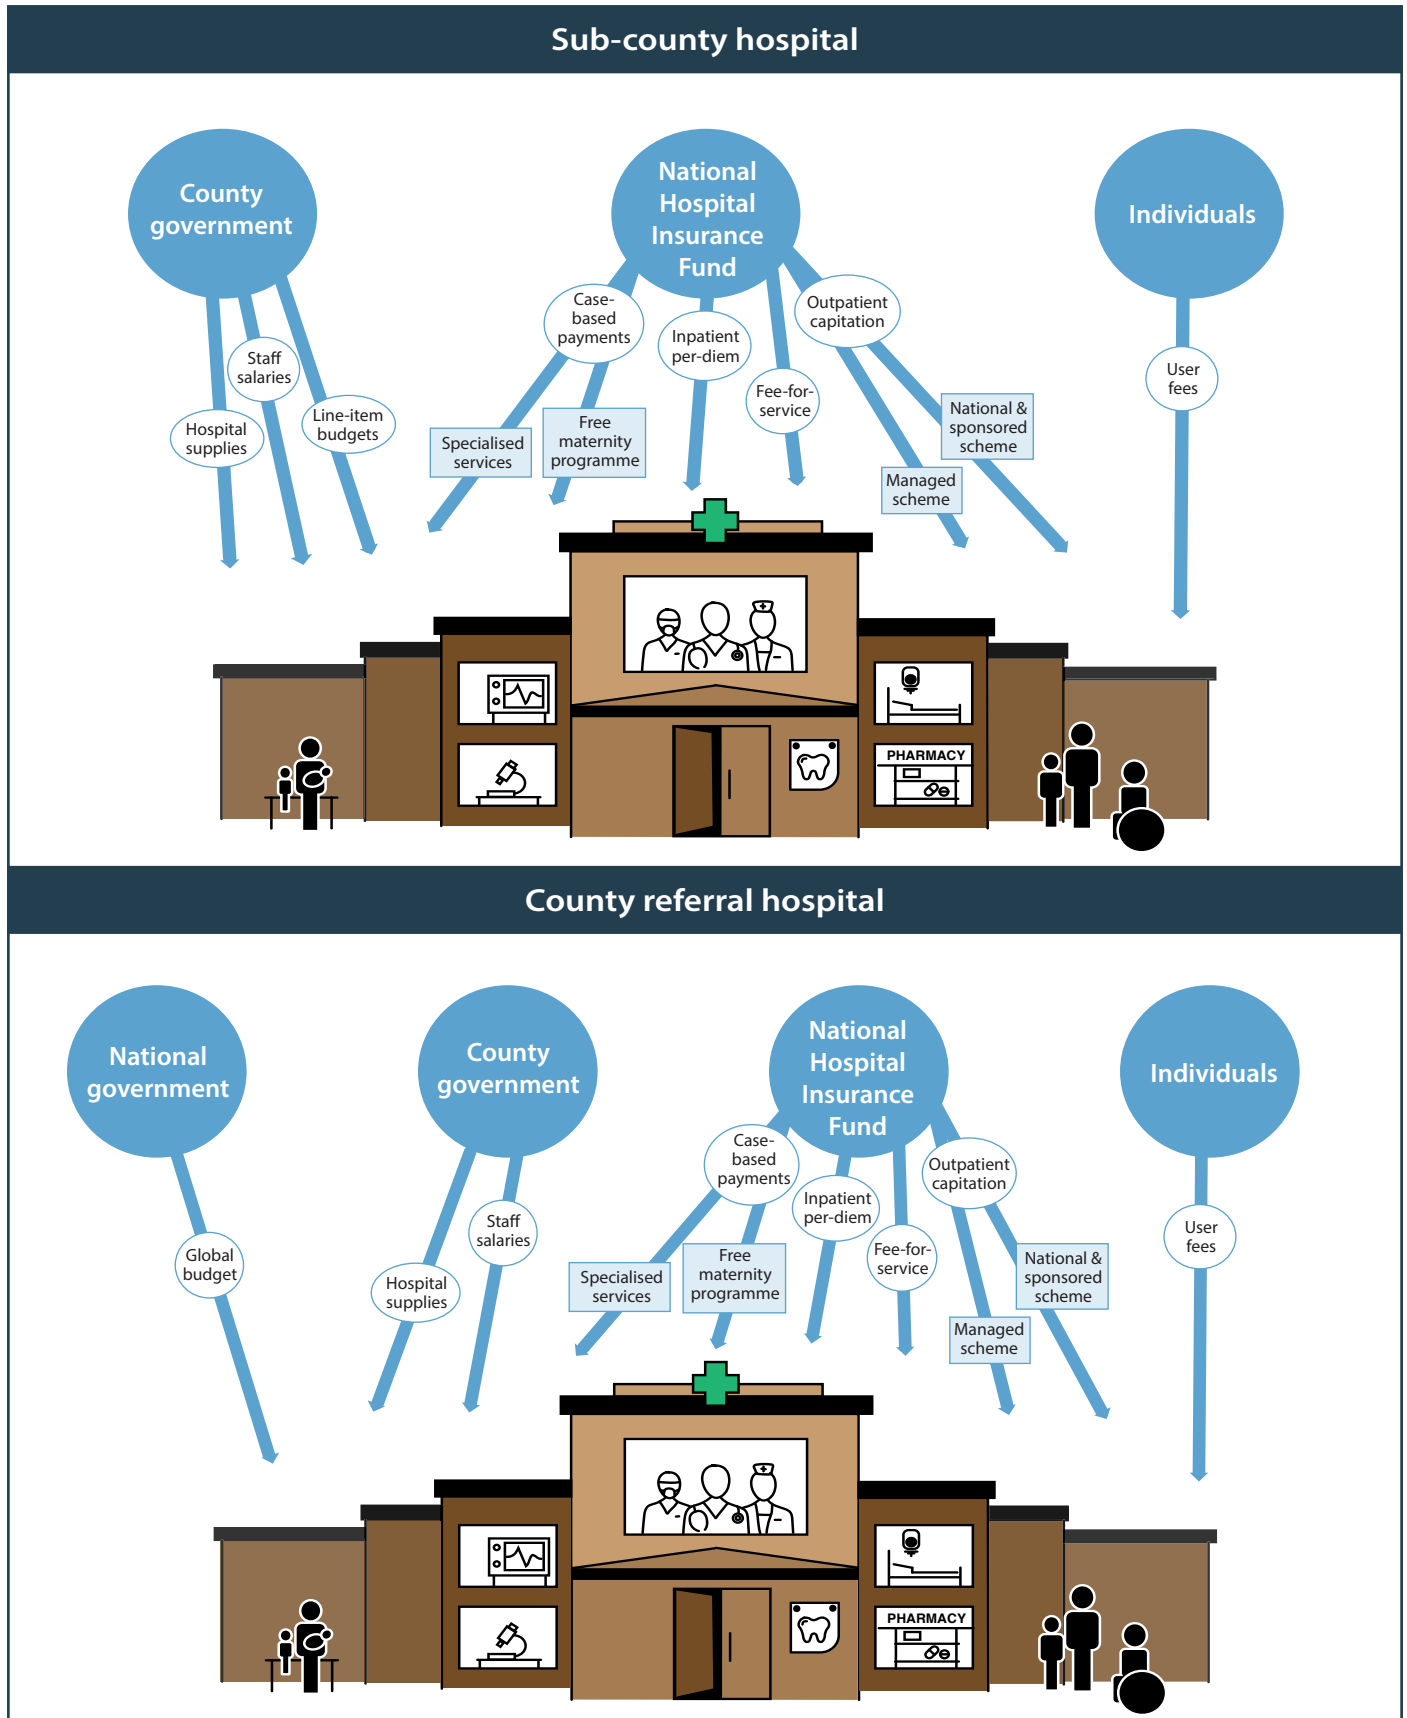 Sub-county hospital
County
government
National
Hospital
Insurance
Fund
Individuals
Case-
based
payments
Outpatient
capitation
Inpatient
per-diem
Staff
salaries
User
fees
Fee-for-
service
Line-item
budgets
Hospital
supplies
Specialised
services
Free
maternity
programme
National &
sponsored
scheme
Managed
scheme
PHARMACY
County referral hospital
National
government
County
government
National
Hospital
Insurance
Fund
Individuals
Case-
based
payments
Outpatient
capitation
Inpatient
per-diem
Staff
salaries
User
fees
Global
budget
Fee-for-
service
Hospital
supplies
Specialised
services
Free
maternity
programme
National &
sponsored
scheme
Managed
scheme
PHARMACY